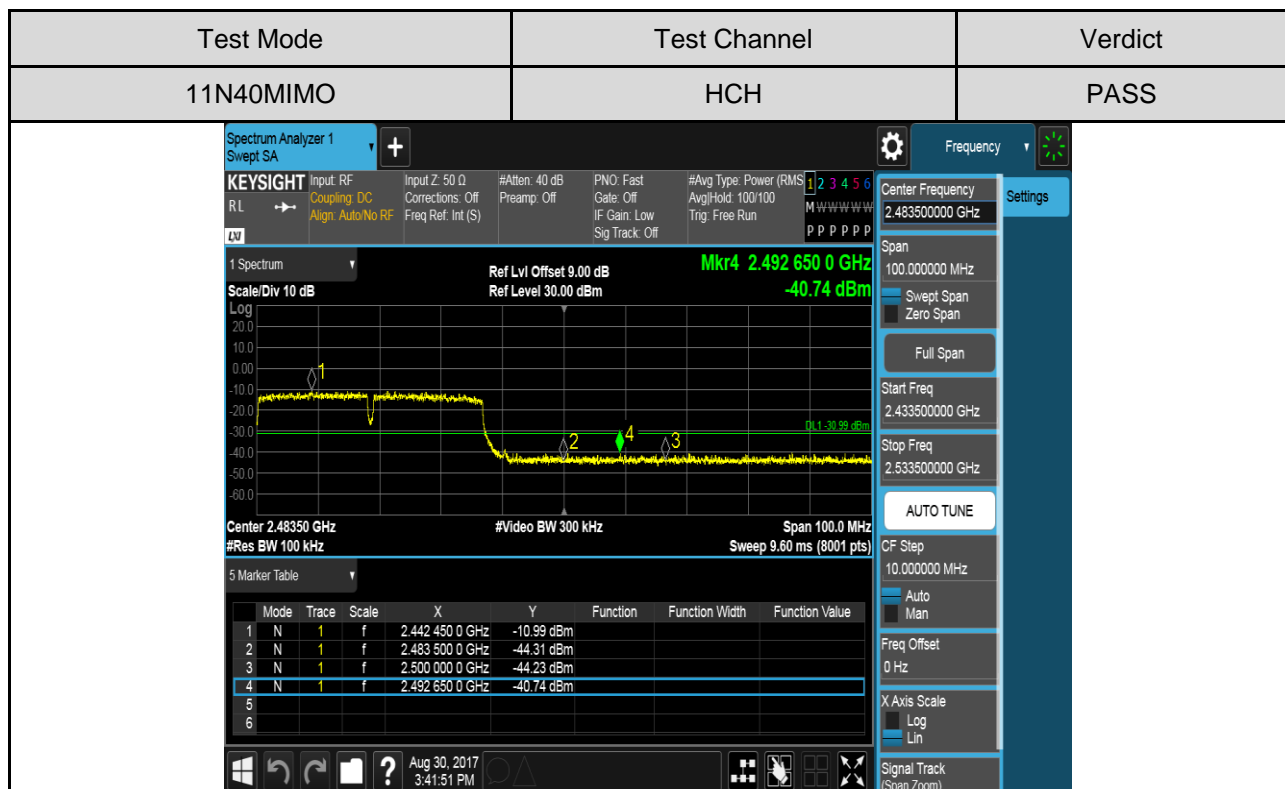 Test Mode Test Channel Verdict
11N40MIMO HCH PASS
Spectrum Analyzer 1
Swept SA
Frequency
KEYSIGHT
RL
LXI
Input: RF
Coupling: DC
Align: Auto/No RF
Input Z: 50 Ω
Corrections: Off
Freq Ref: Int (S)
#Atten: 40 dB
Preamp: Off
PNO: Fast
Gate: Off
IF Gain: Low
Sig Track: Off
#Avg Type: Power (RMS
Avg|Hold: 100/100
Trig: Free Run
1 2 3 4 5 6
M W W W W W
P P P P P P
1 Spectrum
Scale/Div 10 dB
Ref Lvl Offset 9.00 dB
Ref Level 30.00 dBm
Mkr4 2.492 650 0 GHz
-40.74 dBm
Log
20.0
10.0
0.00
-10.0
-20.0
-30.0
-40.0
-50.0
-60.0
1
2
4
3
DL1 -30.99 dBm
Center 2.48350 GHz
#Res BW 100 kHz
#Video BW 300 kHz
Span 100.0 MHz
Sweep 9.60 ms (8001 pts)
5 Marker Table
Mode Trace Scale X Y Function Function Width Function Value
1 N 1 f 2.442 450 0 GHz -10.99 dBm
2 N 1 f 2.483 500 0 GHz -44.31 dBm
3 N 1 f 2.500 000 0 GHz -44.23 dBm
4 N 1 f 2.492 650 0 GHz -40.74 dBm
5
6
Aug 30, 2017
3:41:51 PM
Center Frequency
2.483500000 GHz
Span
100.000000 MHz
Swept Span
Zero Span
Full Span
Start Freq
2.433500000 GHz
Stop Freq
2.533500000 GHz
AUTO TUNE
CF Step
10.000000 MHz
Auto
Man
Freq Offset
0 Hz
X Axis Scale
Log
Lin
Signal Track
(Span Zoom)
Settings